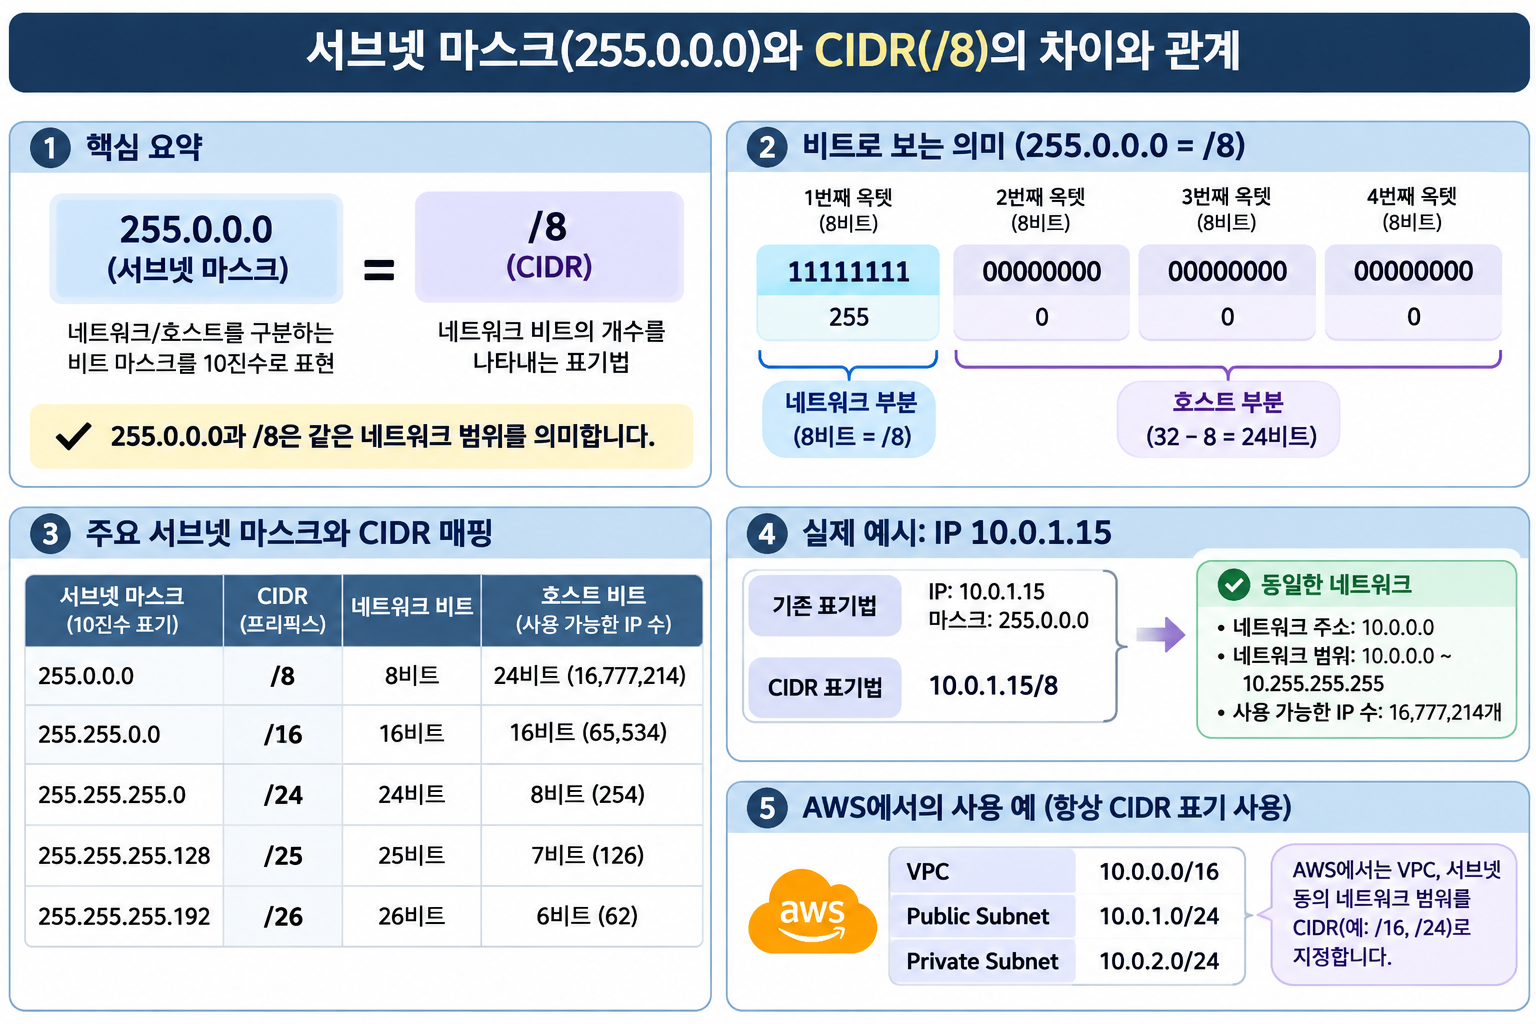 서브넷 마스크(255.0.0.0)와 CIDR(/8)의 차이와 관계
1 핵심 요약
255.0.0.0
(서브넷 마스크)
=
/8
(CIDR)
네트워크/호스트를 구분하는
비트 마스크를 10진수로 표현
네트워크 비트의 개수를
나타내는 표기법
255.0.0.0과 /8은 같은 네트워크 범위를 의미합니다.
2 비트로 보는 의미 (255.0.0.0 = /8)
1번째 옥텟 2번째 옥텟 3번째 옥텟 4번째 옥텟
(8비트) (8비트) (8비트) (8비트)
11111111 00000000 00000000 00000000
255 0 0 0
네트워크 부분
(8비트 = /8)
호스트 부분
(32 – 8 = 24비트)
3 주요 서브넷 마스크와 CIDR 매핑
서브넷 마스크
(10진수 표기)
CIDR
(프리픽스)
네트워크 비트
호스트 비트
(사용 가능한 IP 수)
255.0.0.0 /8 8비트 24비트 (16,777,214)
255.255.0.0 /16 16비트 16비트 (65,534)
255.255.255.0 /24 24비트 8비트 (254)
255.255.255.128 /25 25비트 7비트 (126)
255.255.255.192 /26 26비트 6비트 (62)
4 실제 예시: IP 10.0.1.15
기존 표기법
IP: 10.0.1.15
마스크: 255.0.0.0
CIDR 표기법 10.0.1.15/8
동일한 네트워크
• 네트워크 주소: 10.0.0.0
• 네트워크 범위: 10.0.0.0 ~
10.255.255.255
• 사용 가능한 IP 수: 16,777,214개
5 AWS에서의 사용 예 (항상 CIDR 표기 사용)
aws
VPC 10.0.0.0/16
Public Subnet 10.0.1.0/24
Private Subnet 10.0.2.0/24
AWS에서는 VPC, 서브넷
동의 네트워크 범위를
CIDR(예: /16, /24)로
지정합니다.